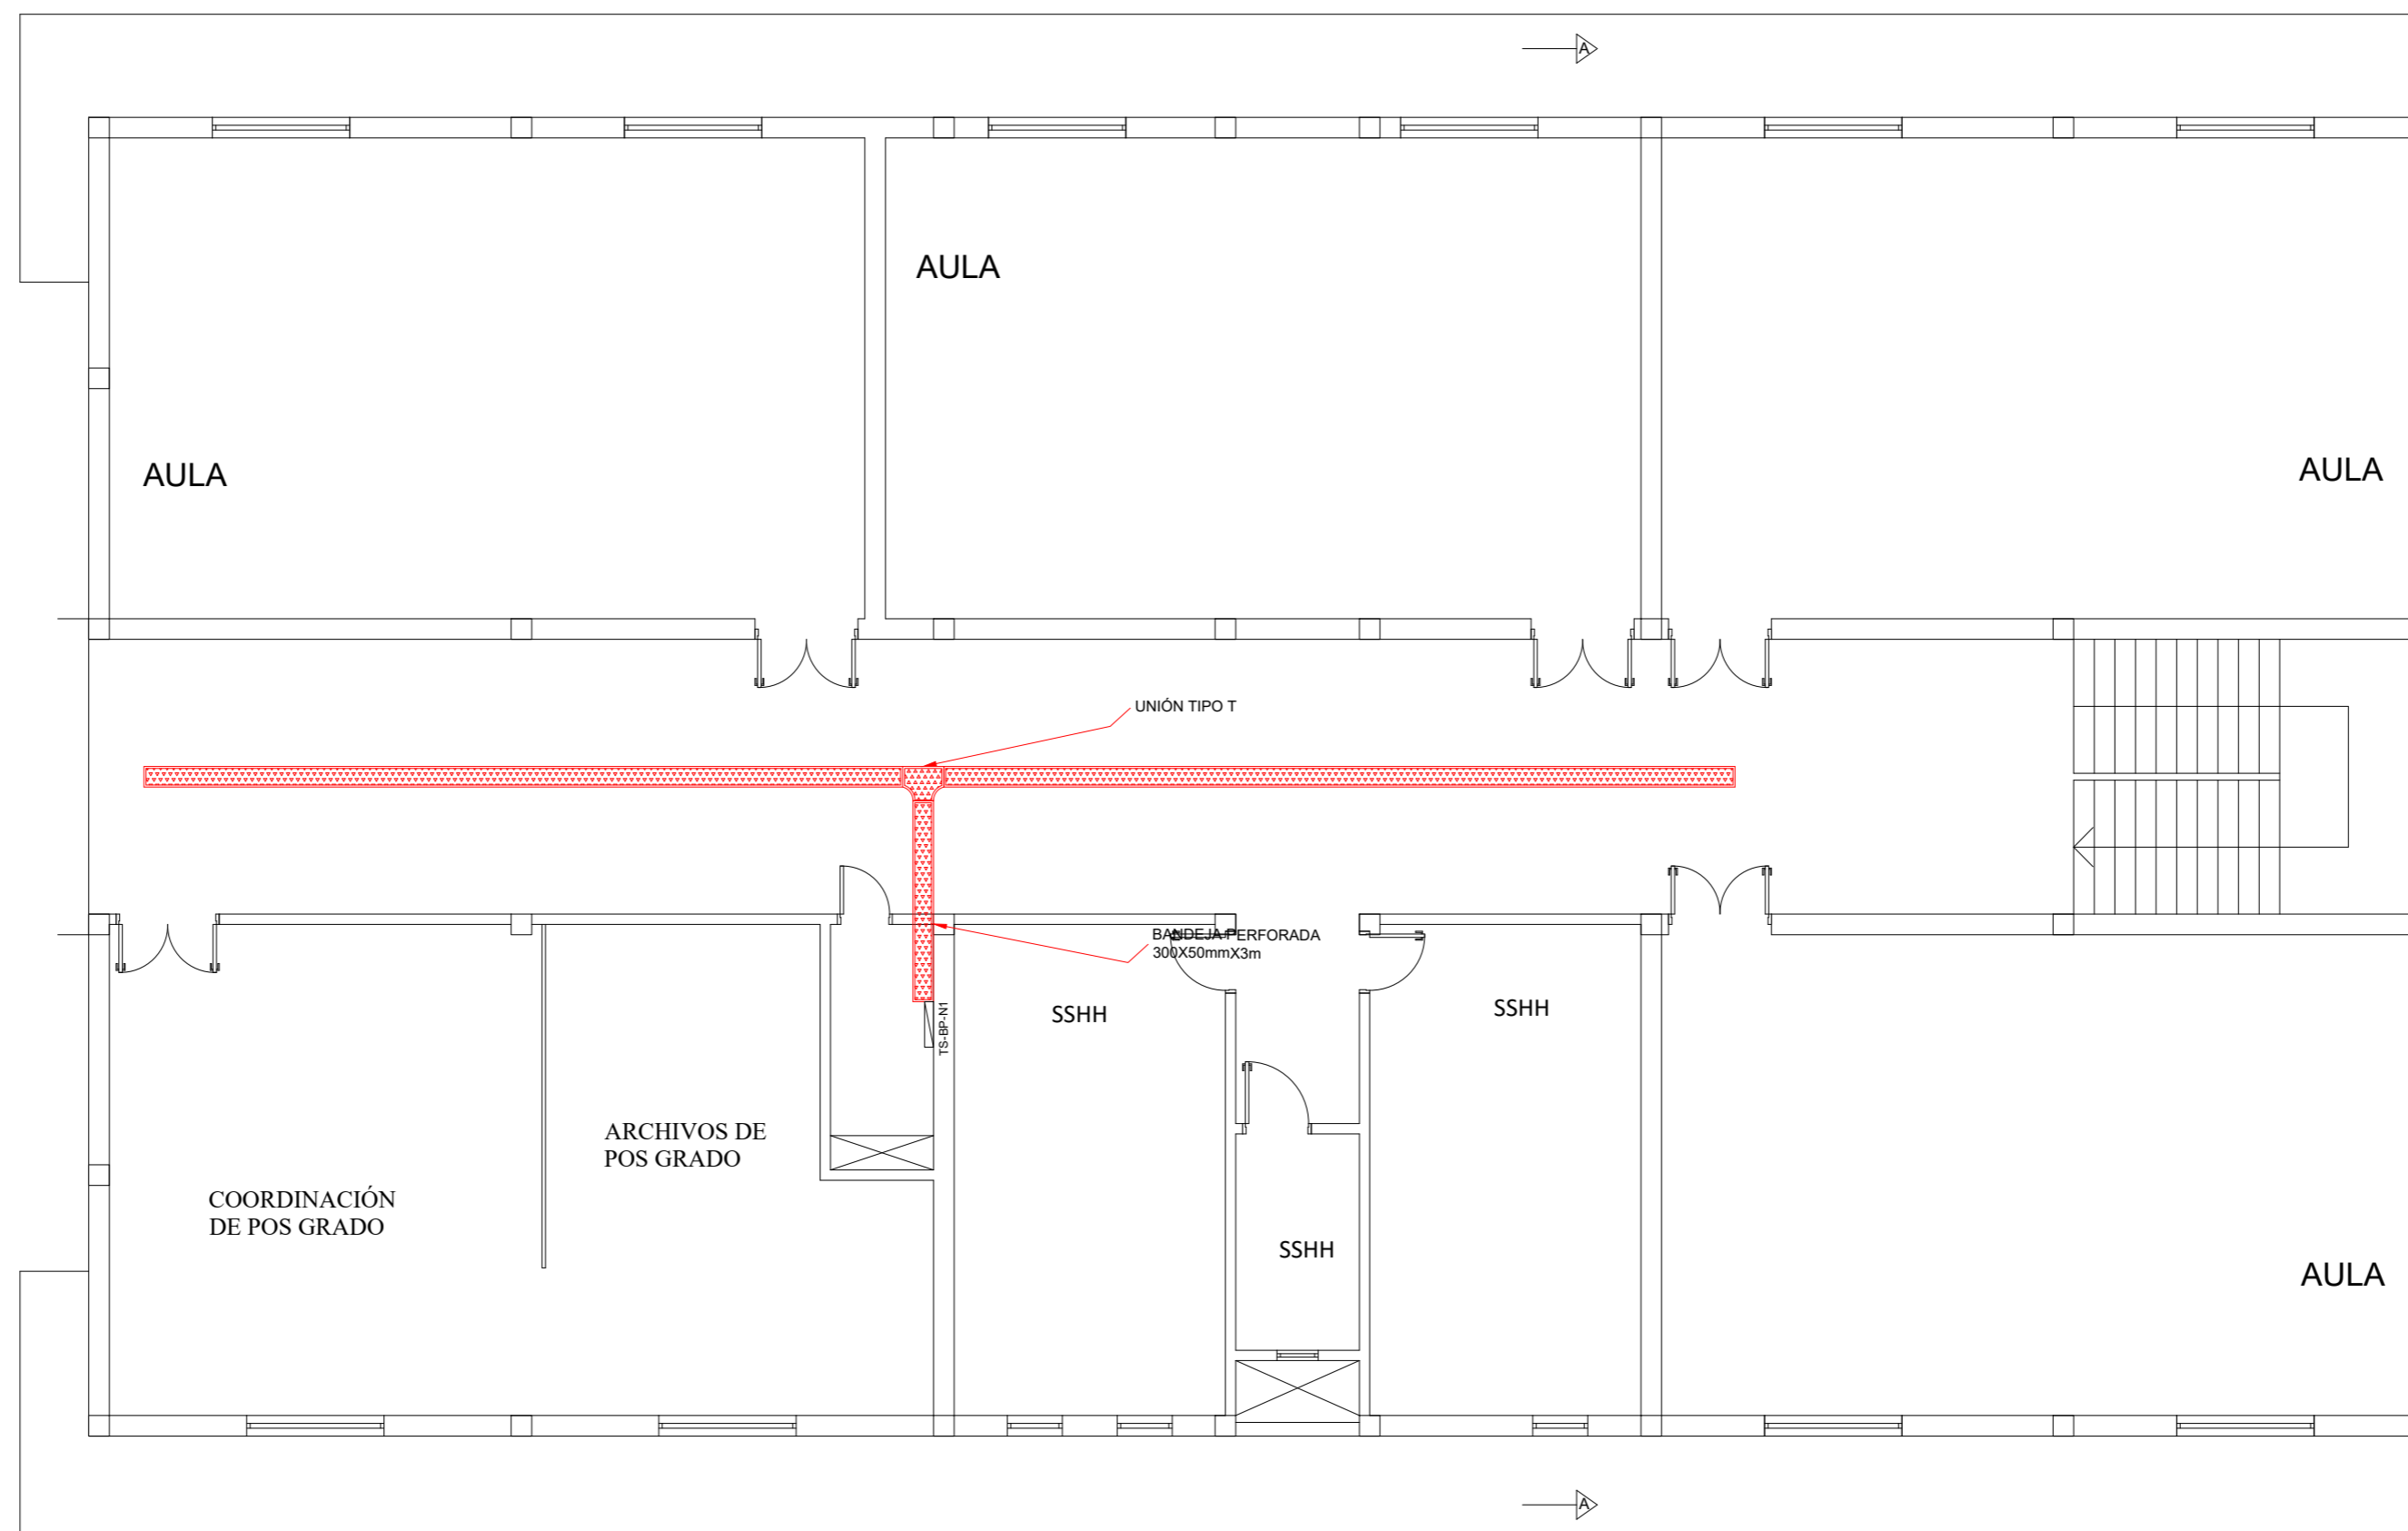 A
AULA
AULA
AULA
UNIÓN TIPO T
BANDEJA PERFORADA
300X50mmX3m
TS-BP-N1
SSHH
SSHH
ARCHIVOS DE
POS GRADO
COORDINACIÓN
DE POS GRADO
SSHH
AULA
A